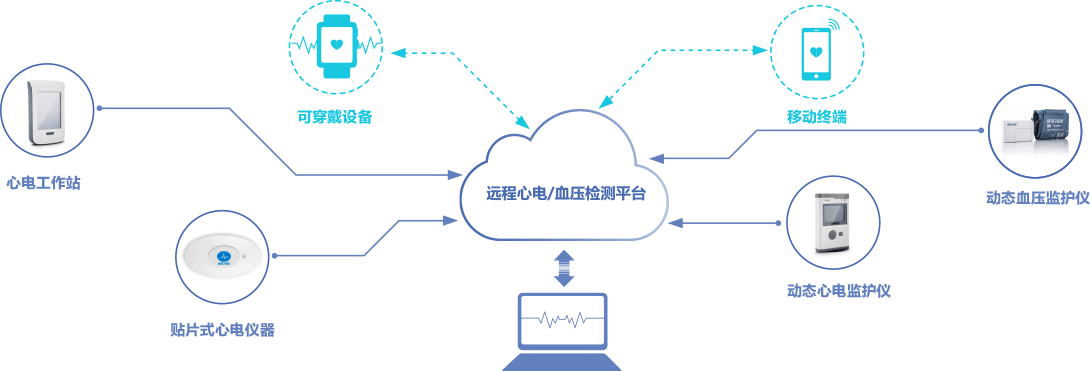 可穿戴设备
移动终端
心电工作站
远程心电/血压检测平台
动态血压监护仪
动态心电监护仪
贴片式心电仪器